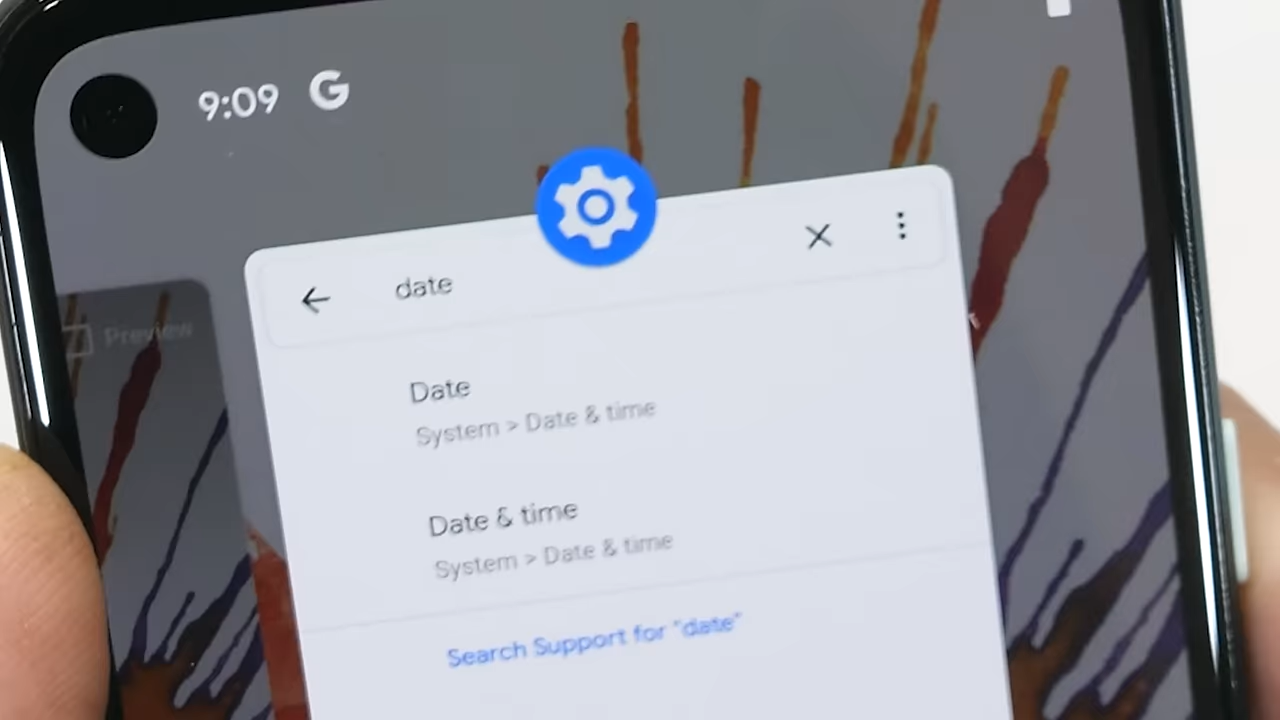 9:09 G
date
Preview
Date
System > Date & time
Date & time
System > Date & time
Search Support for "date"